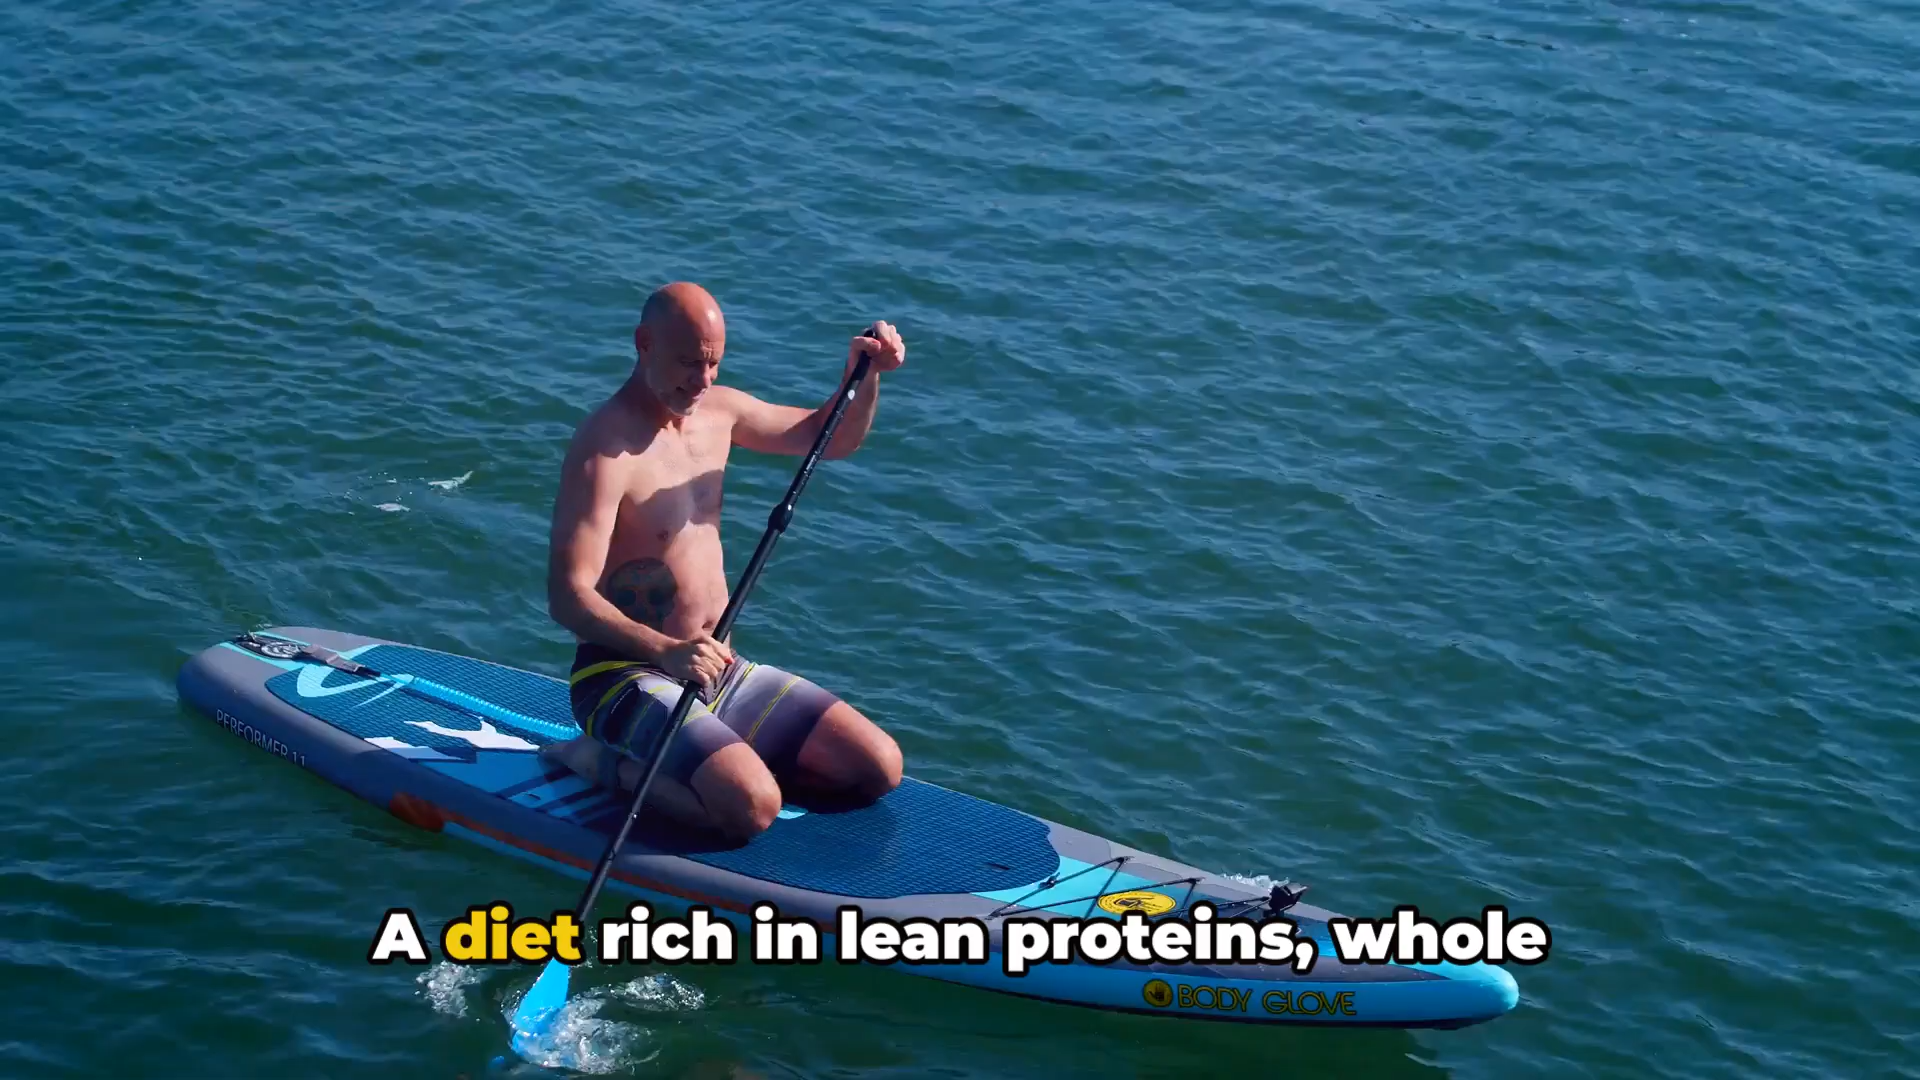 PERFORMER 11
A diet rich in lean proteins, whole
BODY GLOVE